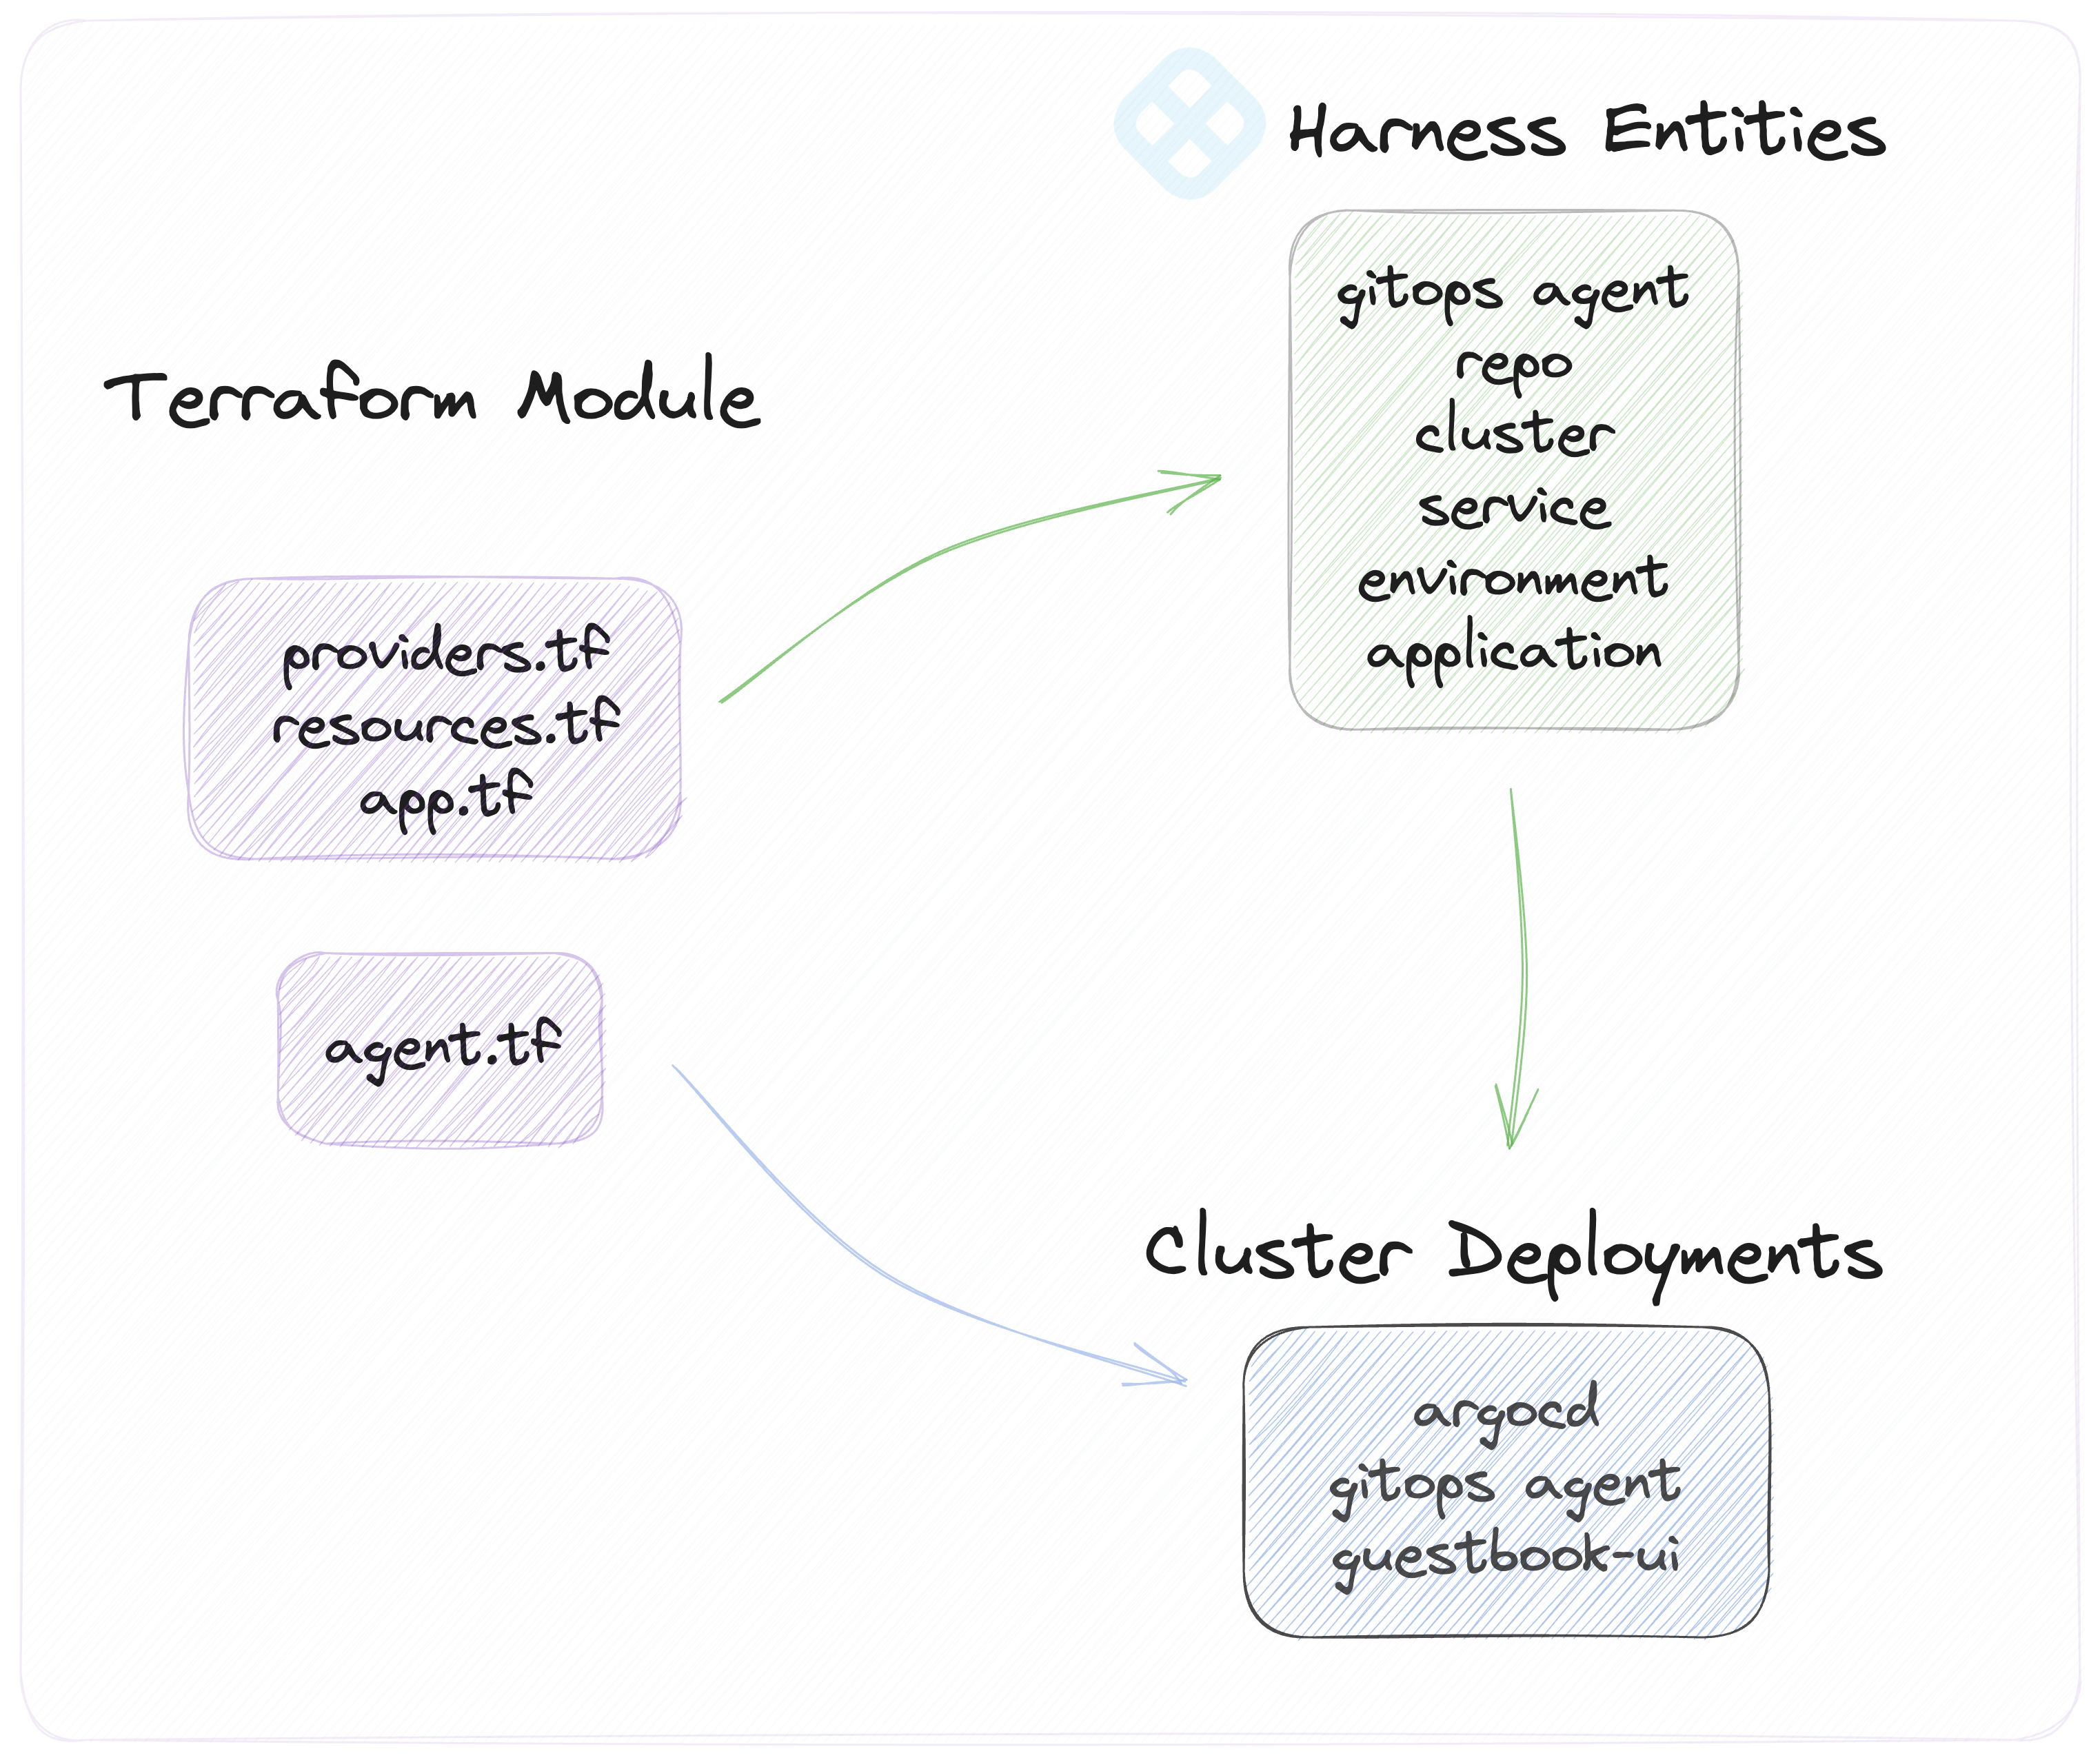 Harness Entities
gitops agent
repo
cluster
service
environment
application
Terraform Module
providers.tf
resources.tf
app.tf
agent.tf
Cluster Deployments
argocd
gitops agent
guestbook-ui